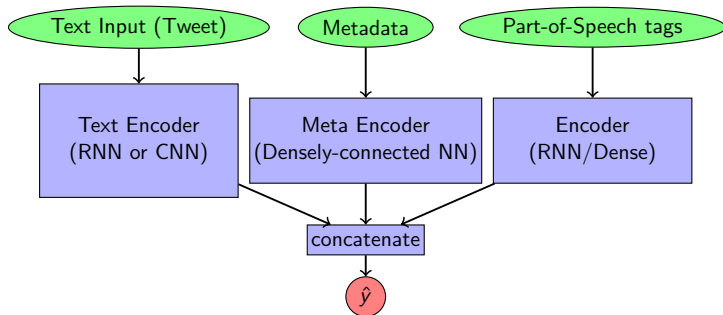 Text Input (Tweet)
Metadata
Part-of-Speech tags
Text Encoder
(RNN or CNN)
Meta Encoder
(Densely-connected NN)
Encoder
(RNN/Dense)
concatenate
ŷ